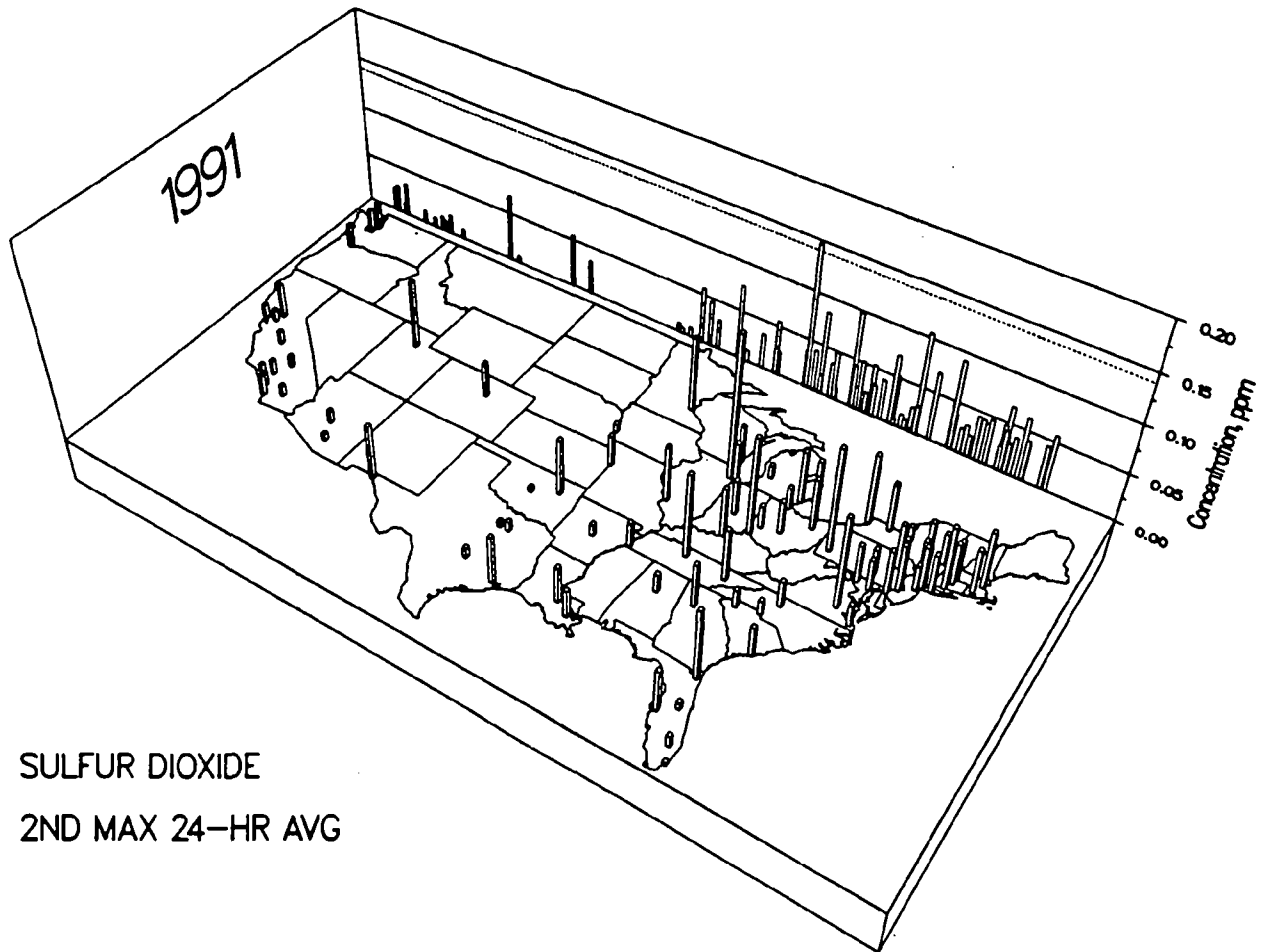 1991
0.20
0.15
0.10
0.05
0.00
Concentration, ppm
SULFUR DIOXIDE
2ND MAX 24-HR AVG